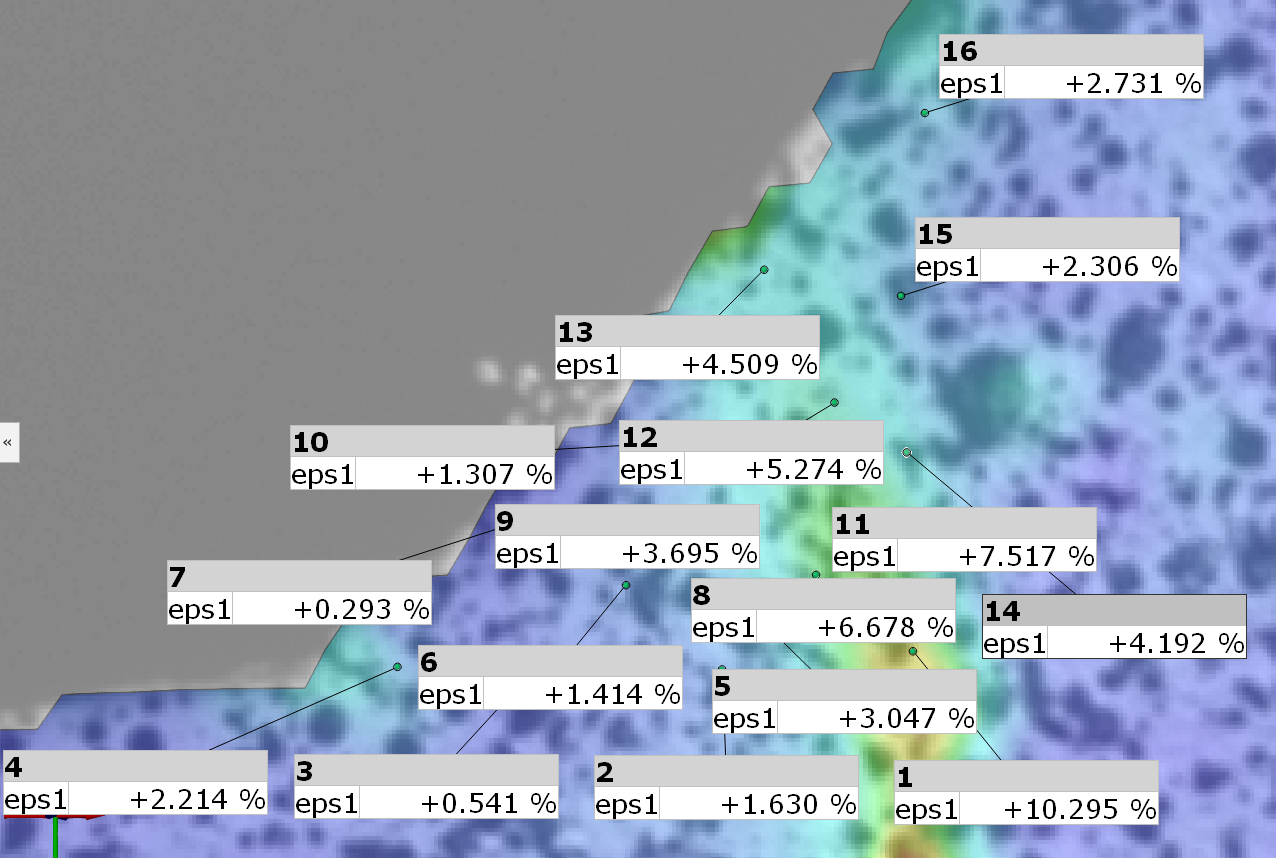 16
eps1 +2.731 %
15
eps1 +2.306 %
13
eps1 +4.509 %
10
eps1 +1.307 %
12
eps1 +5.274 %
9
eps1 +3.695 %
11
eps1 +7.517 %
7
eps1 +0.293 %
8
eps1 +6.678 %
14
eps1 +4.192 %
6
eps1 +1.414 %
5
eps1 +3.047 %
4
eps1 +2.214 %
3
eps1 +0.541 %
2
eps1 +1.630 %
1
eps1 +10.295 %
«